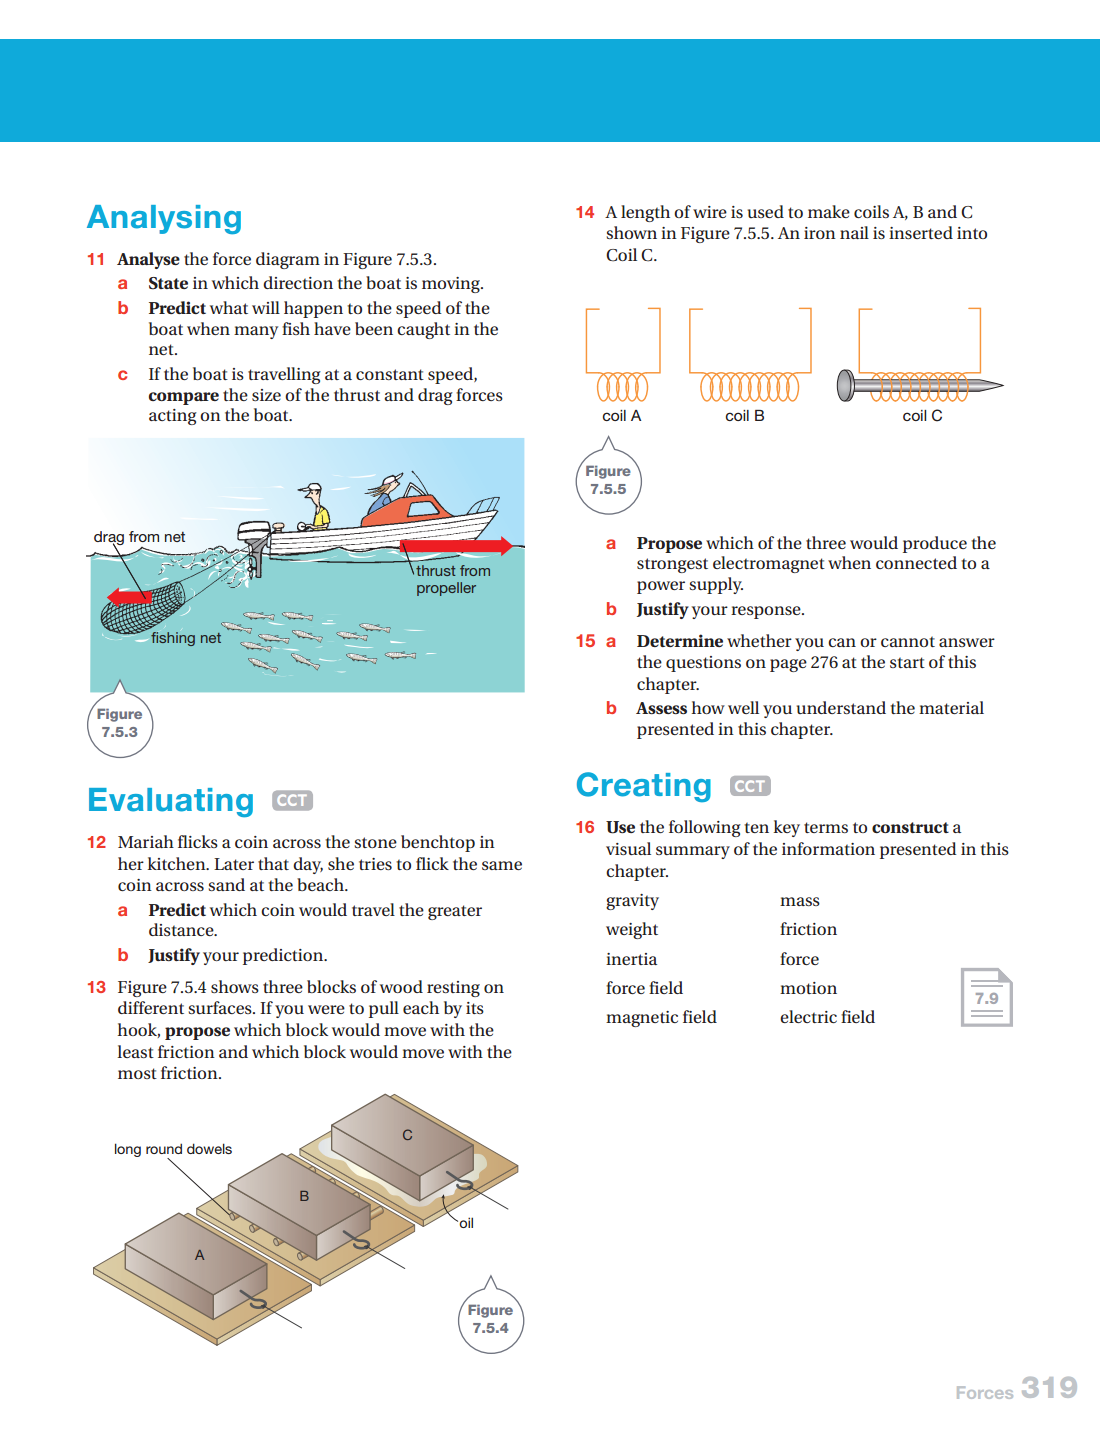 Analysing
11 Analyse the force diagram in Figure 7.5.3.
a State in which direction the boat is moving.
b Predict what will happen to the speed of the
boat when many fish have been caught in the
net.
c If the boat is travelling at a constant speed,
compare the size of the thrust and drag forces
acting on the boat.
drag from net
thrust from
propeller
fishing net
Figure
7.5.3
Evaluating CCT
12 Mariah flicks a coin across the stone benchtop in
her kitchen. Later that day, she tries to flick the same
coin across sand at the beach.
a Predict which coin would travel the greater
distance.
b Justify your prediction.
13 Figure 7.5.4 shows three blocks of wood resting on
different surfaces. If you were to pull each by its
hook, propose which block would move with the
least friction and which block would move with the
most friction.
long round dowels
C
B
A
oil
Figure
7.5.4
14 A length of wire is used to make coils A, B and C
shown in Figure 7.5.5. An iron nail is inserted into
Coil C.
coil A coil B coil C
Figure
7.5.5
a Propose which of the three would produce the
strongest electromagnet when connected to a
power supply.
b Justify your response.
15 a Determine whether you can or cannot answer
the questions on page 276 at the start of this
chapter.
b Assess how well you understand the material
presented in this chapter.
Creating CCT
16 Use the following ten key terms to construct a
visual summary of the information presented in this
chapter.
gravity mass
weight friction
inertia force
force field motion
magnetic field electric field
7.9
Forces 319